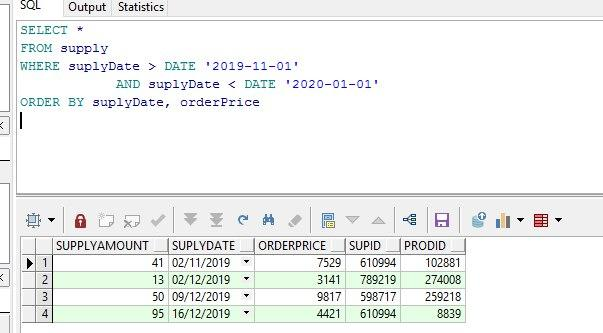 SQL Output Statistics
SELECT *
FROM supply
WHERE suplyDate > DATE '2019-11-01'
AND suplyDate < DATE '2020-01-01'
ORDER BY suplyDate, orderPrice
SUPPLYAMOUNT SUPLYDATE ORDERPRICE SUPID PRODID
1 41 02/11/2019 7529 610994 102881
2 13 02/12/2019 3141 789219 274008
3 50 09/12/2019 9817 598717 259218
4 95 16/12/2019 4421 610994 8839